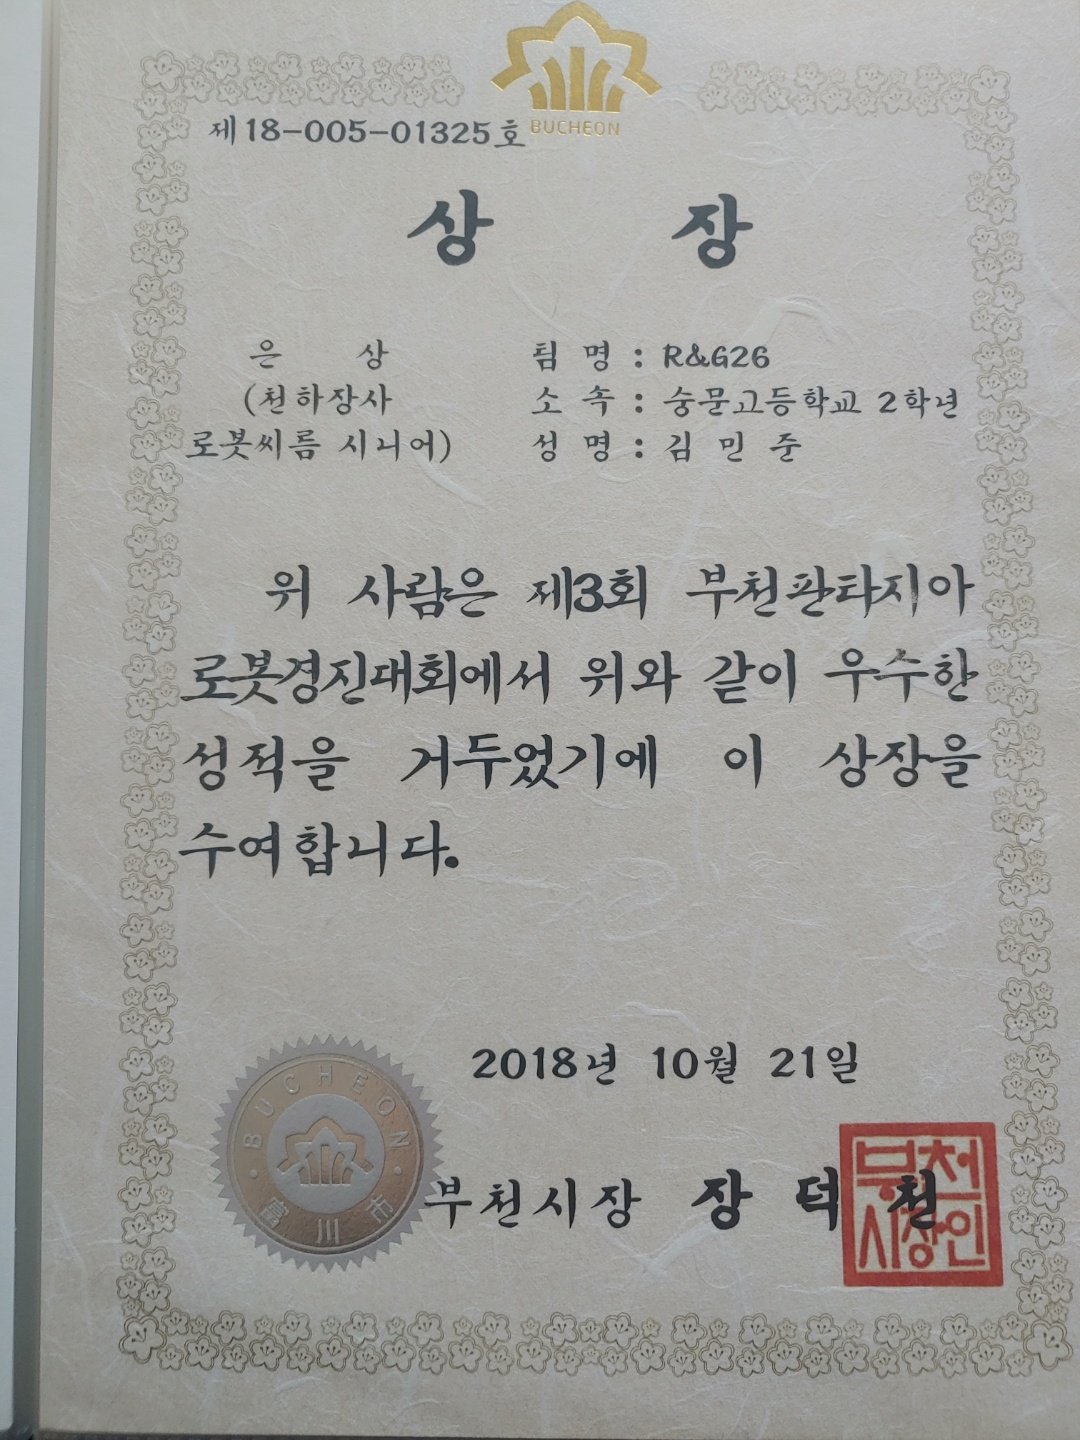 BUCHEON
제18-005-01325호
상 장
은 상
(천하장사
로봇씨름 시니어)
팀 명 : R&G26
소 속 : 숭문고등학교 2학년
성 명 : 김 민 준
위 사람은 제3회 부천판타지아
로봇경진대회에서 위와 같이 우수한
성적을 거두었기에 이 상장을
수여합니다.
2018년 10월 21일
BUCHEON
富川市
부천시장 장 덕 천
부천
시장인